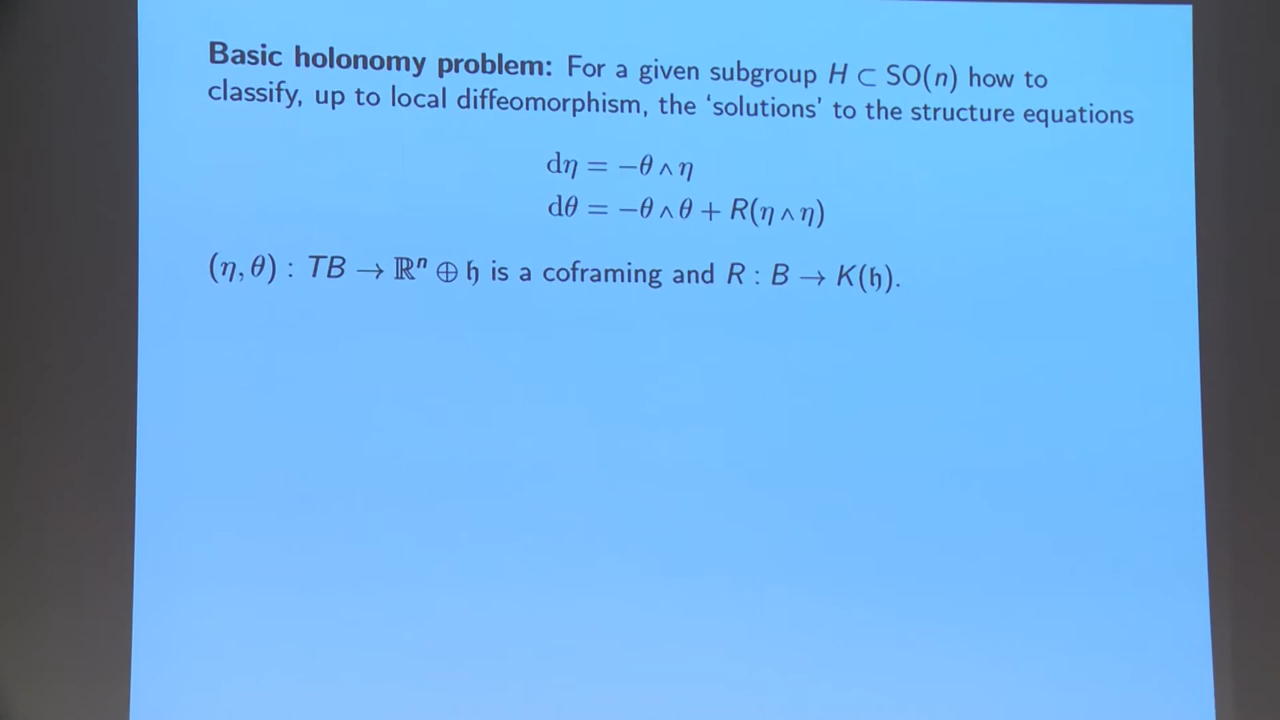 Basic holonomy problem: For a given subgroup H ⊂ SO(n) how to
classify, up to local diffeomorphism, the ‘solutions’ to the structure equations
dη = −θ∧η
dθ = −θ∧θ + R(η∧η)
(η, θ) : TB → ℝⁿ ⊕ 𝔥 is a coframing and R : B → K(𝔥).